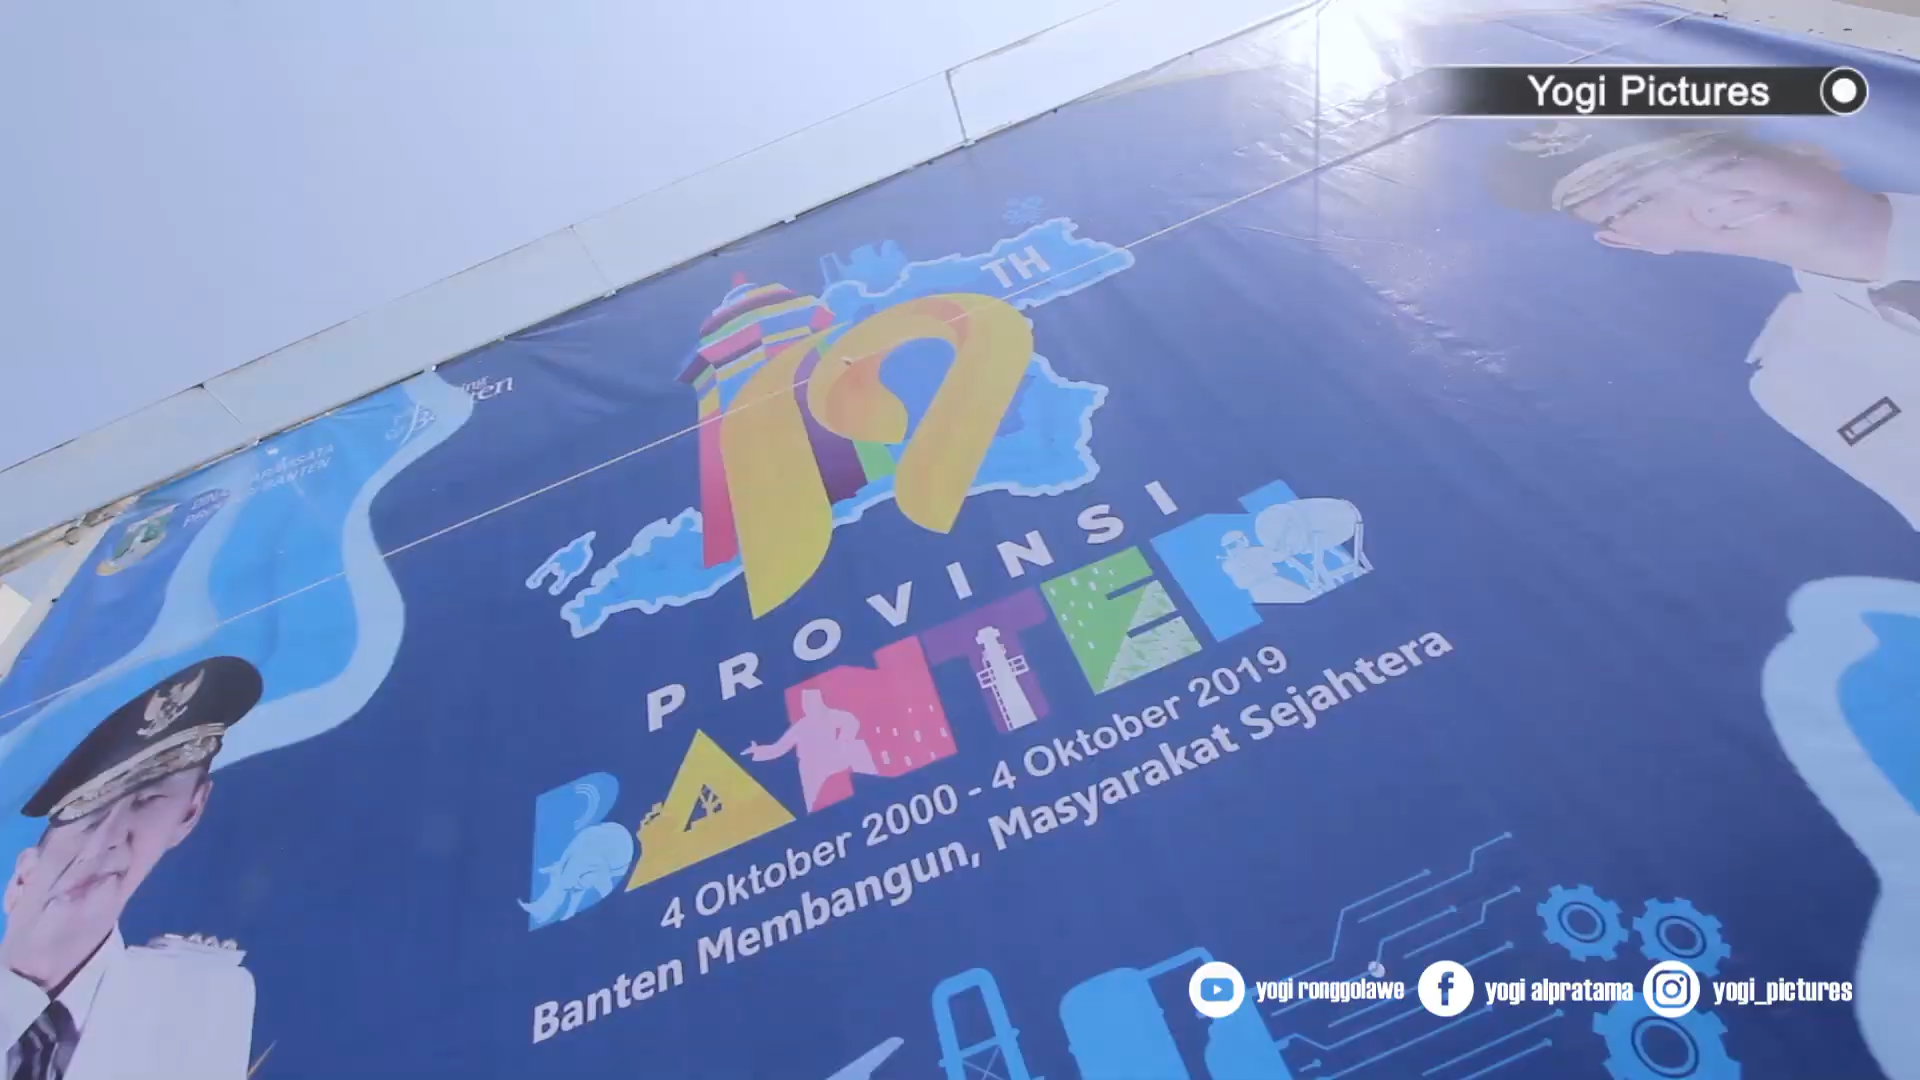 Yogi Pictures
19 TH
PROVINSI
BANTEN
4 Oktober 2000 - 4 Oktober 2019
Banten Membangun, Masyarakat Sejahtera
yogi ronggolawe
yogi alpratama
yogi_pictures